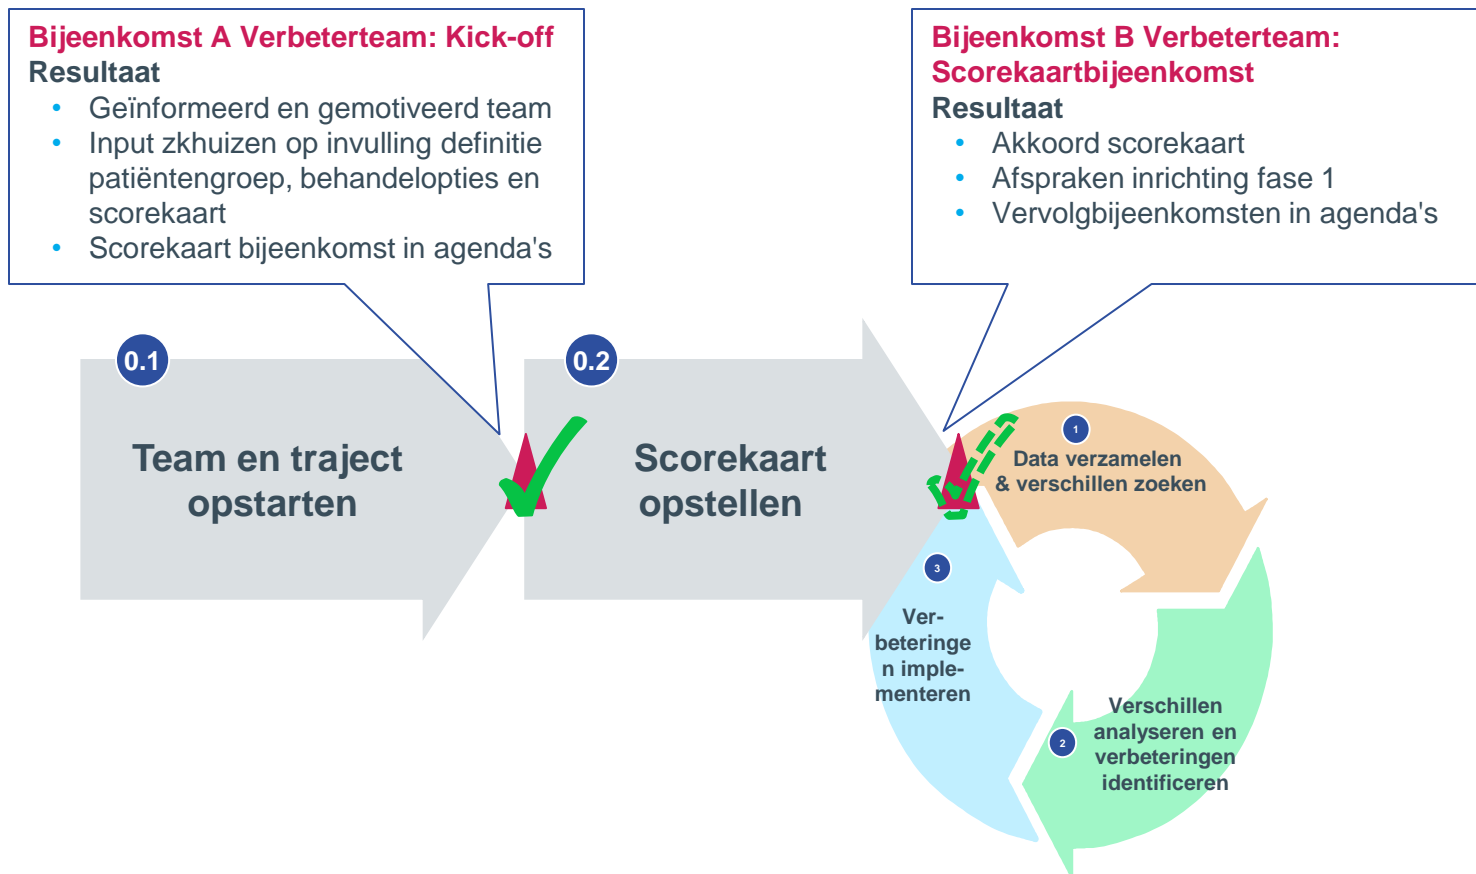 Bijeenkomst A Verbeterteam: Kick-off
Resultaat
• Geïnformeerd en gemotiveerd team
• Input zkhuizen op invulling definitie
patiëntengroep, behandelopties en
scorekaart
• Scorekaart bijeenkomst in agenda's
Bijeenkomst B Verbeterteam:
Scorekaartbijeenkomst
Resultaat
• Akkoord scorekaart
• Afspraken inrichting fase 1
• Vervolgbijeenkomsten in agenda's
0.1
Team en traject
opstarten
0.2
Scorekaart
opstellen
1
Data verzamelen
& verschillen zoeken
2
Verschillen
analyseren en
verbeteringen
identificeren
3
Ver-
beteringe
n imple-
menteren